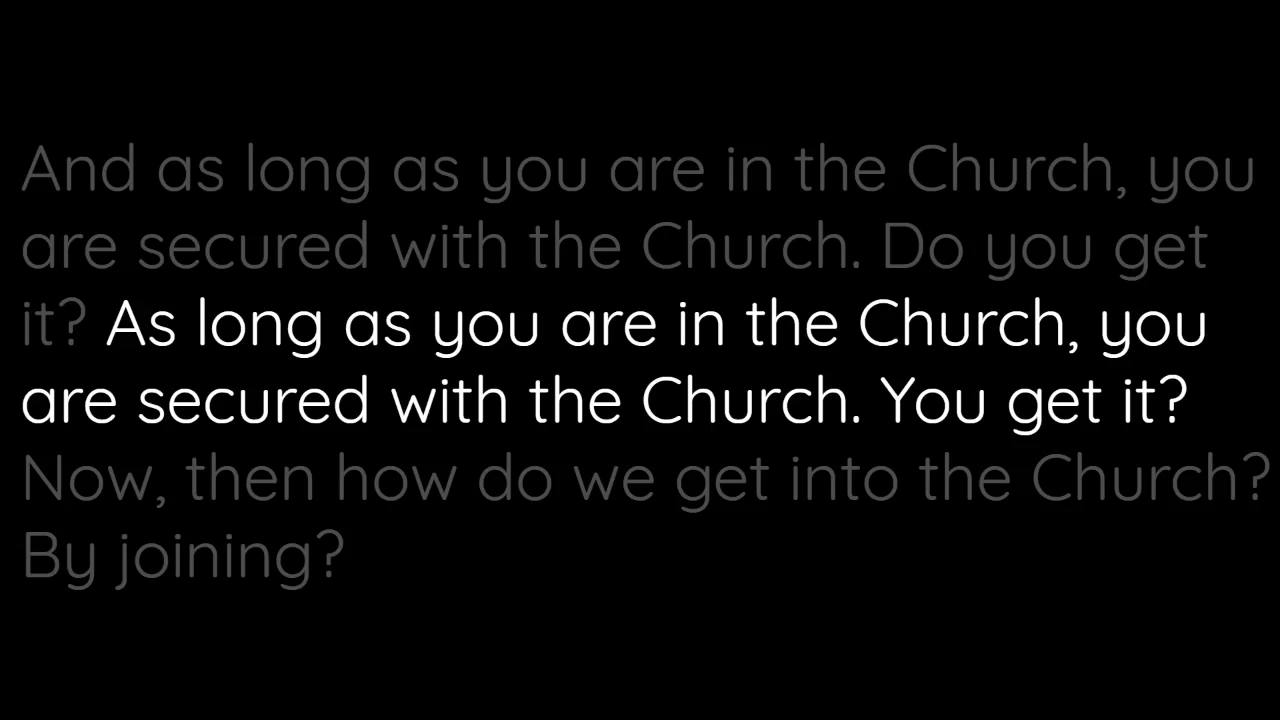 And as long as you are in the Church, you
are secured with the Church. Do you get
it? As long as you are in the Church, you
are secured with the Church. You get it?
Now, then how do we get into the Church?
By joining?